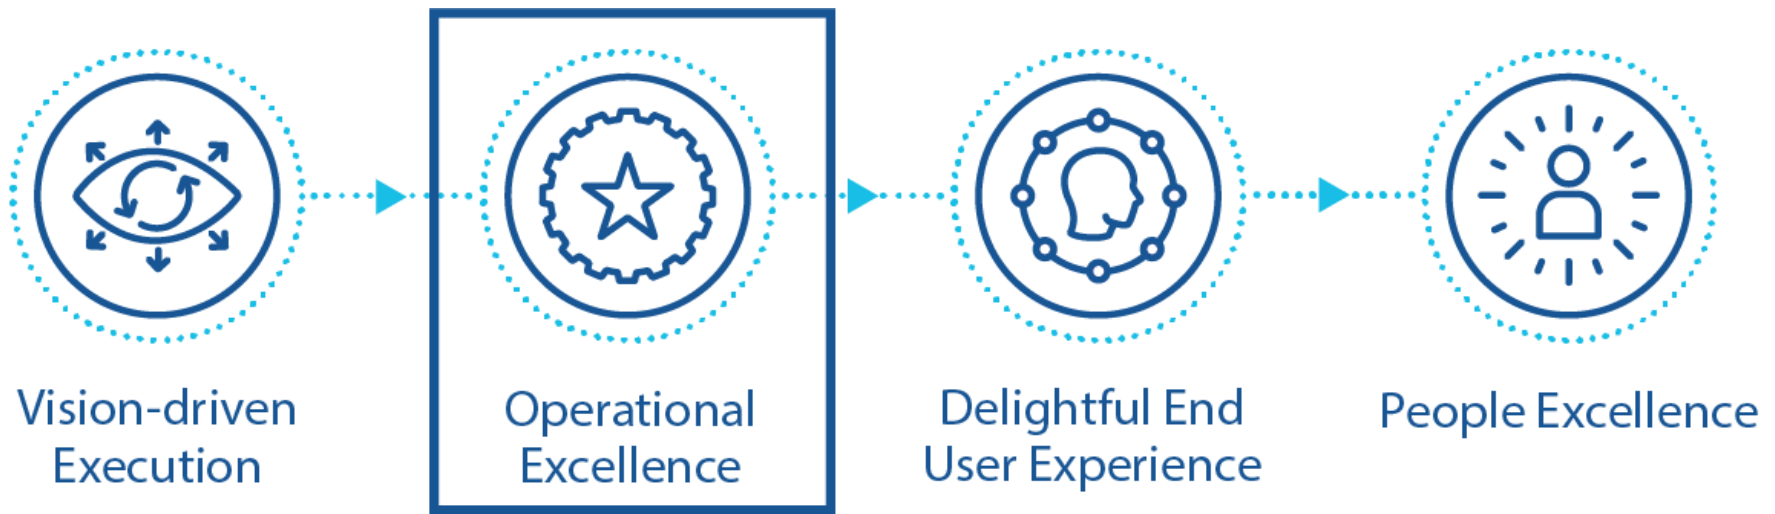 Vision-driven
Execution
Operational
Excellence
Delightful End
User Experience
People Excellence